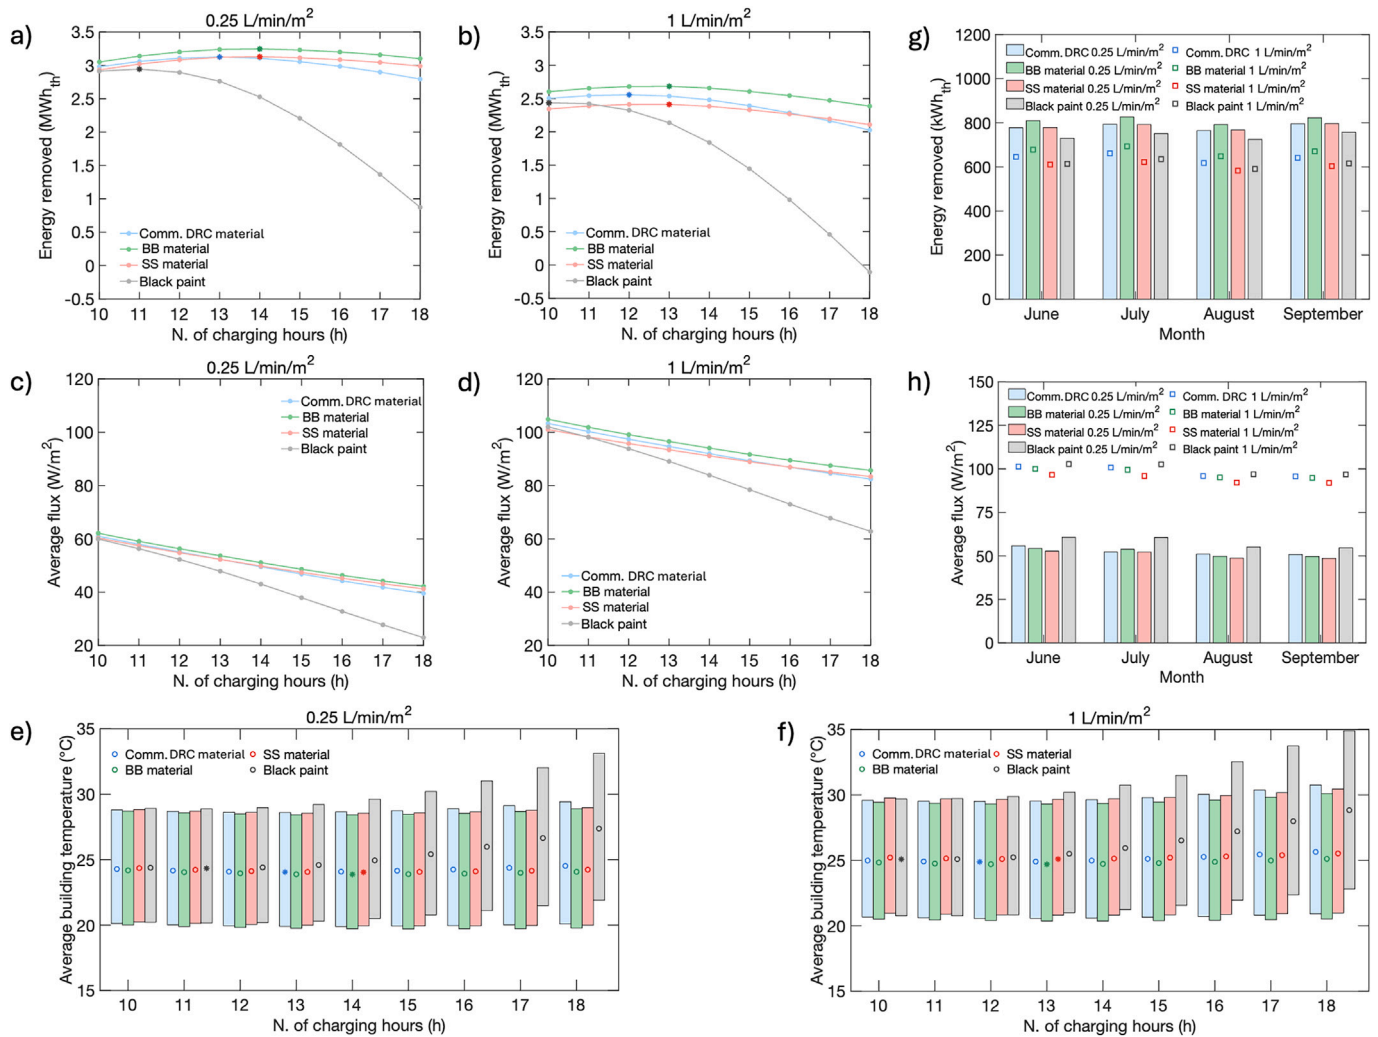 a)
0.25 L/min/m²
Energy removed (MWh_th)
3.5
3
2.5
2
1.5
1
0.5
0
-0.5
Comm. DRC material
BB material
SS material
Black paint
10 11 12 13 14 15 16 17 18
N. of charging hours (h)
b)
1 L/min/m²
Energy removed (MWh_th)
3.5
3
2.5
2
1.5
1
0.5
0
-0.5
Comm. DRC material
BB material
SS material
Black paint
10 11 12 13 14 15 16 17 18
N. of charging hours (h)
g)
Energy removed (kWh_th)
1200
1000
800
600
400
200
0
Comm. DRC 0.25 L/min/m² Comm. DRC 1 L/min/m²
BB material 0.25 L/min/m² BB material 1 L/min/m²
SS material 0.25 L/min/m² SS material 1 L/min/m²
Black paint 0.25 L/min/m² Black paint 1 L/min/m²
June July August September
Month
c)
0.25 L/min/m²
Average flux (W/m²)
120
100
80
60
40
20
Comm. DRC material
BB material
SS material
Black paint
10 11 12 13 14 15 16 17 18
N. of charging hours (h)
d)
1 L/min/m²
Average flux (W/m²)
120
100
80
60
40
20
Comm. DRC material
BB material
SS material
Black paint
10 11 12 13 14 15 16 17 18
N. of charging hours (h)
h)
Average flux (W/m²)
150
125
100
75
50
25
0
Comm. DRC 0.25 L/min/m² Comm. DRC 1 L/min/m²
BB material 0.25 L/min/m² BB material 1 L/min/m²
SS material 0.25 L/min/m² SS material 1 L/min/m²
Black paint 0.25 L/min/m² Black paint 1 L/min/m²
June July August September
Month
e)
0.25 L/min/m²
Average building temperature (°C)
35
30
25
20
15
Comm. DRC material SS material
BB material Black paint
10 11 12 13 14 15 16 17 18
N. of charging hours (h)
f)
1 L/min/m²
Average building temperature (°C)
35
30
25
20
15
Comm. DRC material SS material
BB material Black paint
10 11 12 13 14 15 16 17 18
N. of charging hours (h)